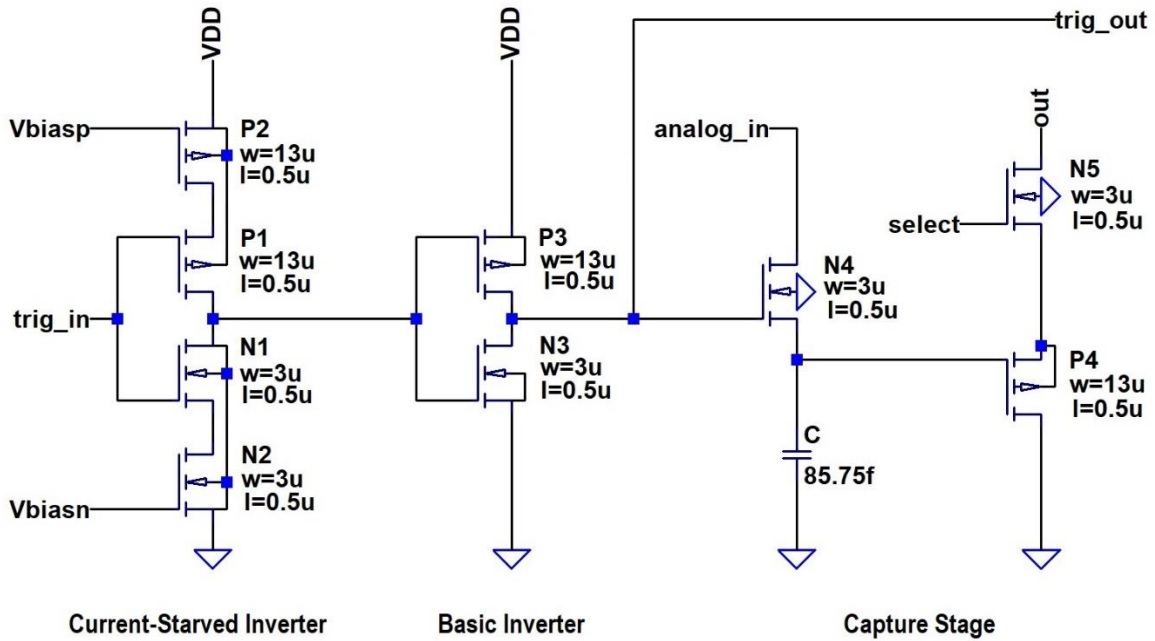 VDD
Vbiasp
P2
w=13u
l=0.5u
P1
w=13u
l=0.5u
trig_in
N1
w=3u
l=0.5u
N2
w=3u
l=0.5u
Vbiasn
Current-Starved Inverter
VDD
P3
w=13u
l=0.5u
N3
w=3u
l=0.5u
Basic Inverter
trig_out
analog_in
N4
w=3u
l=0.5u
C
85.75f
out
N5
w=3u
l=0.5u
select
P4
w=13u
l=0.5u
Capture Stage